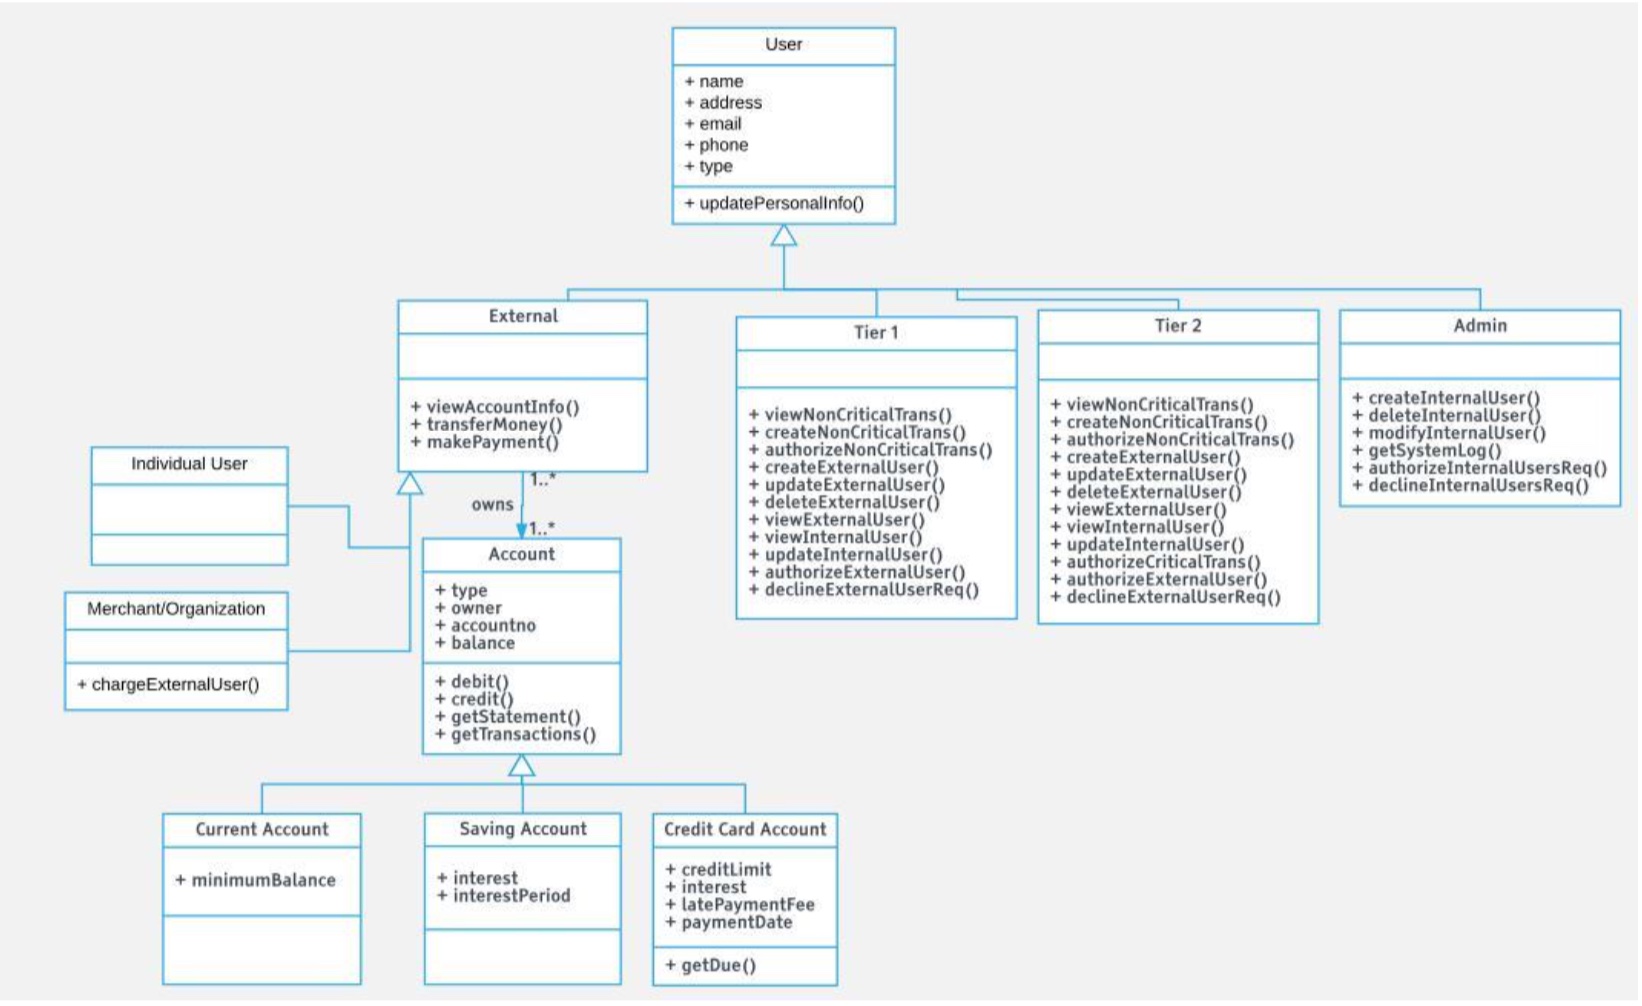 User
+ name
+ address
+ email
+ phone
+ type
+ updatePersonalInfo()
External
+ viewAccountInfo()
+ transferMoney()
+ makePayment()
Tier 1
+ viewNonCriticalTrans()
+ createNonCriticalTrans()
+ authorizeNonCriticalTrans()
+ createExternalUser()
+ updateExternalUser()
+ deleteExternalUser()
+ viewExternalUser()
+ viewInternalUser()
+ updateInternalUser()
+ authorizeExternalUser()
+ declineExternalUserReq()
Tier 2
+ viewNonCriticalTrans()
+ createNonCriticalTrans()
+ authorizeNonCriticalTrans()
+ createExternalUser()
+ updateExternalUser()
+ deleteExternalUser()
+ viewExternalUser()
+ viewInternalUser()
+ updateInternalUser()
+ authorizeCriticalTrans()
+ authorizeExternalUser()
+ declineExternalUserReq()
Admin
+ createInternalUser()
+ deleteInternalUser()
+ modifyInternalUser()
+ getSystemLog()
+ authorizeInternalUsersReq()
+ declineInternalUsersReq()
Individual User
Merchant/Organization
+ chargeExternalUser()
1..*
owns
1..*
Account
+ type
+ owner
+ accountno
+ balance
+ debit()
+ credit()
+ getStatement()
+ getTransactions()
Current Account
+ minimumBalance
Saving Account
+ interest
+ interestPeriod
Credit Card Account
+ creditLimit
+ interest
+ latePaymentFee
+ paymentDate
+ getDue()